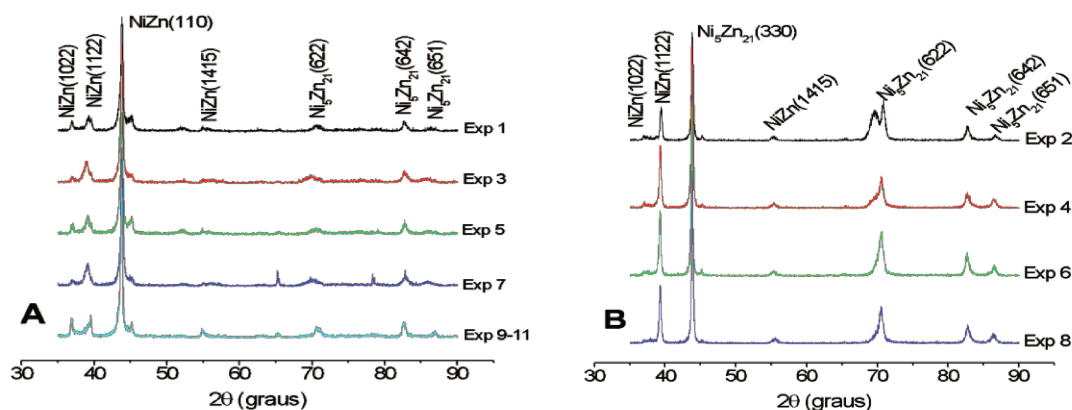 NiZn(110)
NiZn(1022)
NiZn(1122)
NiZn(1415)
Ni₅Zn₂₁(622)
Ni₅Zn₂₁(642)
Ni₅Zn₂₁(651)
Exp 1
Exp 3
Exp 5
Exp 7
Exp 9-11
A
30 40 50 60 70 80 90
2θ (graus)
Ni₅Zn₂₁(330)
NiZn(1022)
NiZn(1122)
NiZn(1415)
Ni₅Zn₂₁(622)
Ni₅Zn₂₁(642)
Ni₅Zn₂₁(651)
Exp 2
Exp 4
Exp 6
Exp 8
B
30 40 50 60 70 80 90 100
2θ (graus)